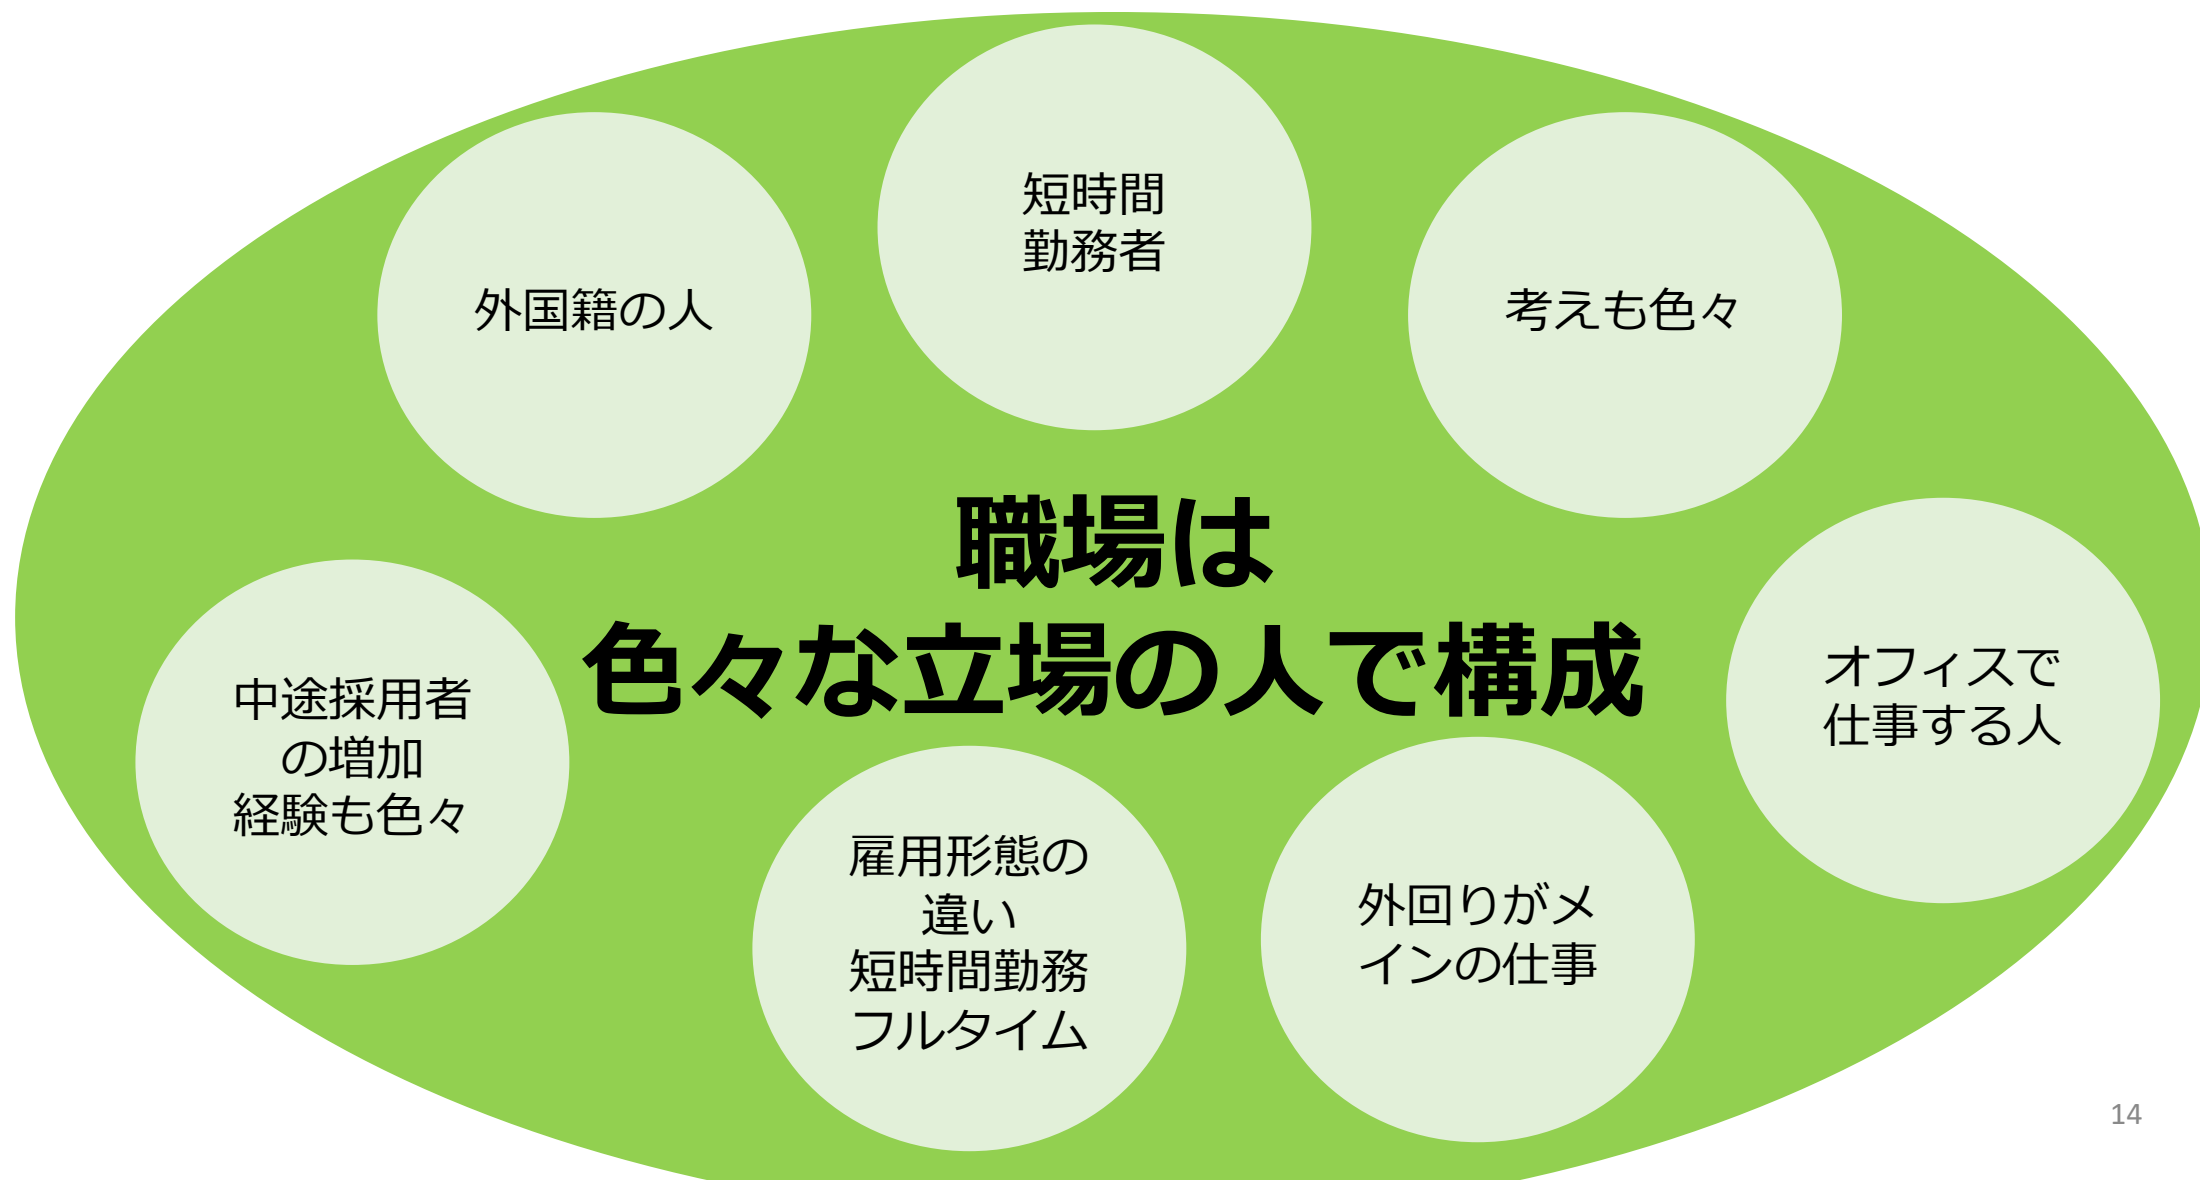 短時間
勤務者
外国籍の人
考えも色々
職場は
色々な立場の人で構成
中途採用者
の増加
経験も色々
オフィスで
仕事する人
雇用形態の
違い
短時間勤務
フルタイム
外回りがメ
インの仕事
14